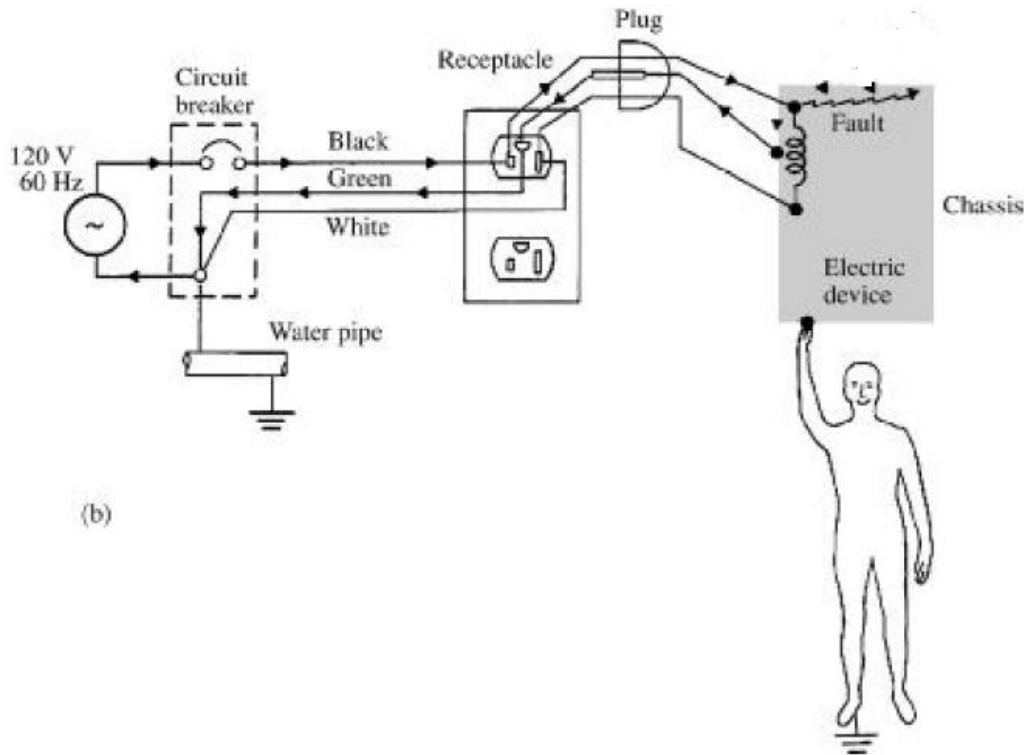 Plug
Receptacle
Circuit
breaker
120 V
60 Hz
~
Black
Green
White
Fault
Chassis
Electric
device
Water pipe
(b)